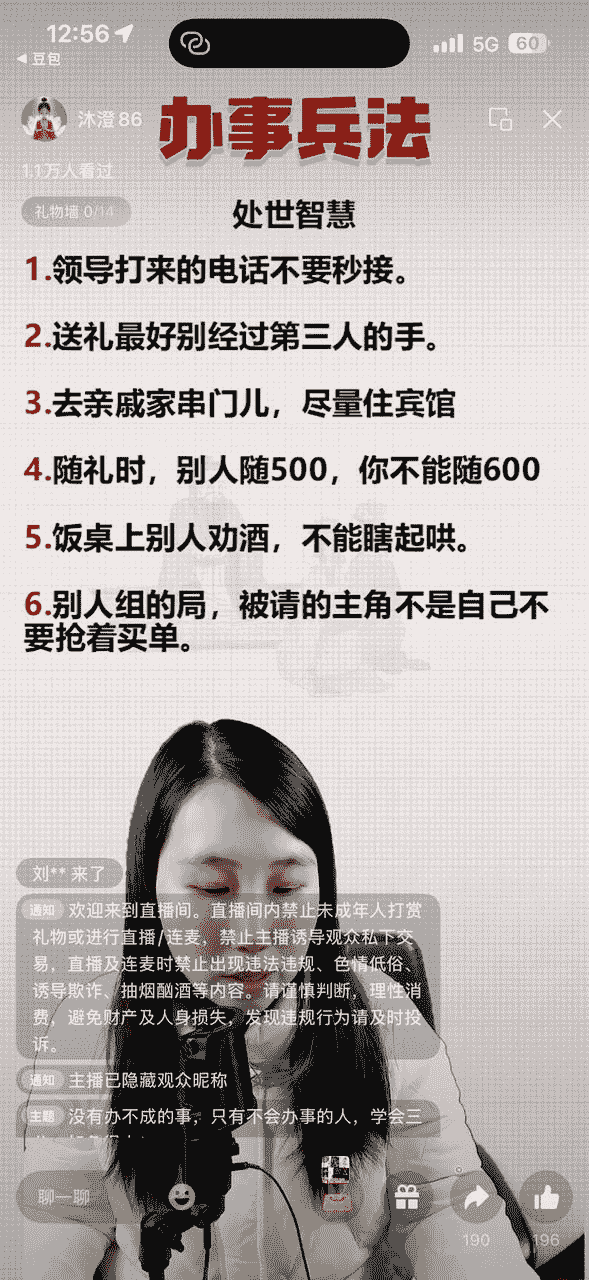 12:56
5G
60
豆包
沐澄86
办事兵法
1.1万人看过
礼物墙 0/14
处世智慧
1.领导打来的电话不要秒接。
2.送礼最好别经过第三人的手。
3.去亲戚家串门儿，尽量住宾馆
4.随礼时，别人随500，你不能随600
5.饭桌上别人劝酒，不能瞎起哄。
6.别人组的局，被请的主角不是自己不
要抢着买单。
刘** 来了
通知 欢迎来到直播间。直播间内禁止未成年人打赏
礼物或进行直播/连麦，禁止主播诱导观众私下交
易，直播及连麦时禁止出现违法违规、色情低俗、
诱导欺诈、抽烟酗酒等内容。请谨慎判断，理性消
费，避免财产及人身损失，发现违规行为请及时投
诉。
通知 主播已隐藏观众昵称
主题 没有办不成的事，只有不会办事的人，学会三
聊一聊
190
196